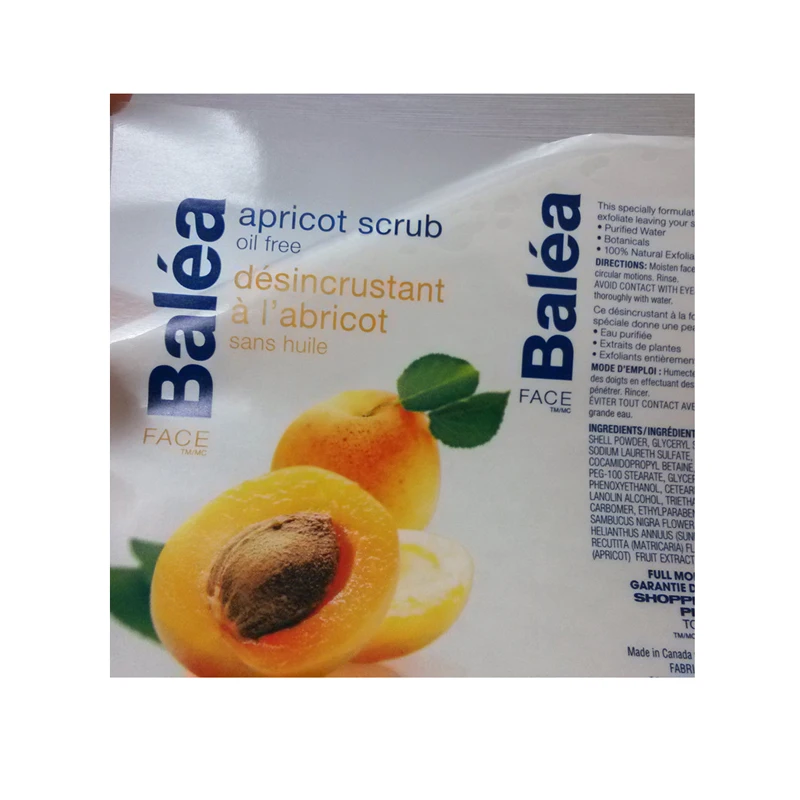 Baléa
FACE
TM/MC
apricot scrub
oil free
désincrustant
à l'abricot
sans huile
Baléa
FACE
TM/MC
This specially formulat
exfoliate leaving your s
• Purified Water
• Botanicals
• 100% Natural Exfolia
DIRECTIONS: Moisten face
circular motions. Rinse.
AVOID CONTACT WITH EYE
thoroughly with water.
Ce désincrustant à la fo
spéciale donne une pea
• Eau purifiée
• Extraits de plantes
• Exfoliants entièremen
MODE D'EMPLOI : Humecte
des doigts en effectuant des
pénétrer. Rincer.
ÉVITER TOUT CONTACT AVE
grande eau.
INGREDIENTS/INGRÉDIENT
SHELL POWDER, GLYCERYL S
SODIUM LAURETH SULFATE,
COCAMIDOPROPYL BETAINE
PEG-100 STEARATE, GLYCER
PHENOXYETHANOL, CETEAR
LANOLIN ALCOHOL, TRIETHA
CARBOMER, ETHYLPARABEN
SAMBUCUS NIGRA FLOWER
HELIANTHUS ANNUUS (SUN
RECUTITA (MATRICARIA) FL
(APRICOT) FRUIT EXTRACT
FULL MO
GARANTIE D
SHOPP
P
TO
TM/MC
Made in Canada
FABRI